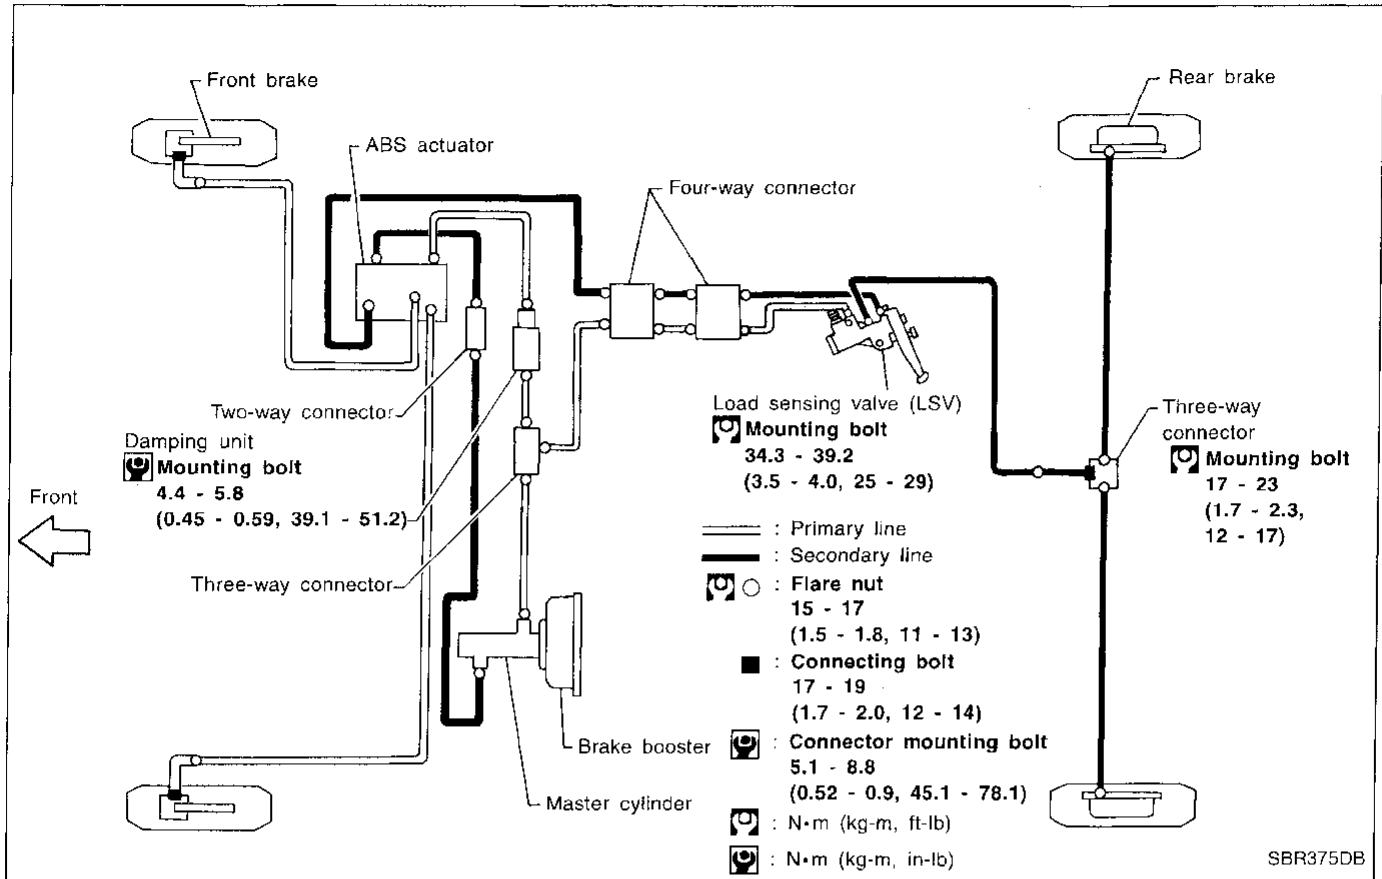 Front brake
Rear brake
ABS actuator
Four-way connector
Two-way connector
Damping unit
Mounting bolt
4.4 - 5.8
(0.45 - 0.59, 39.1 - 51.2)
Front
Three-way connector
Load sensing valve (LSV)
Mounting bolt
34.3 - 39.2
(3.5 - 4.0, 25 - 29)
Three-way
connector
Mounting bolt
17 - 23
(1.7 - 2.3,
12 - 17)
: Primary line
: Secondary line
: Flare nut
15 - 17
(1.5 - 1.8, 11 - 13)
: Connecting bolt
17 - 19
(1.7 - 2.0, 12 - 14)
: Connector mounting bolt
5.1 - 8.8
(0.52 - 0.9, 45.1 - 78.1)
: N•m (kg-m, ft-lb)
: N•m (kg-m, in-lb)
Brake booster
Master cylinder
SBR375DB